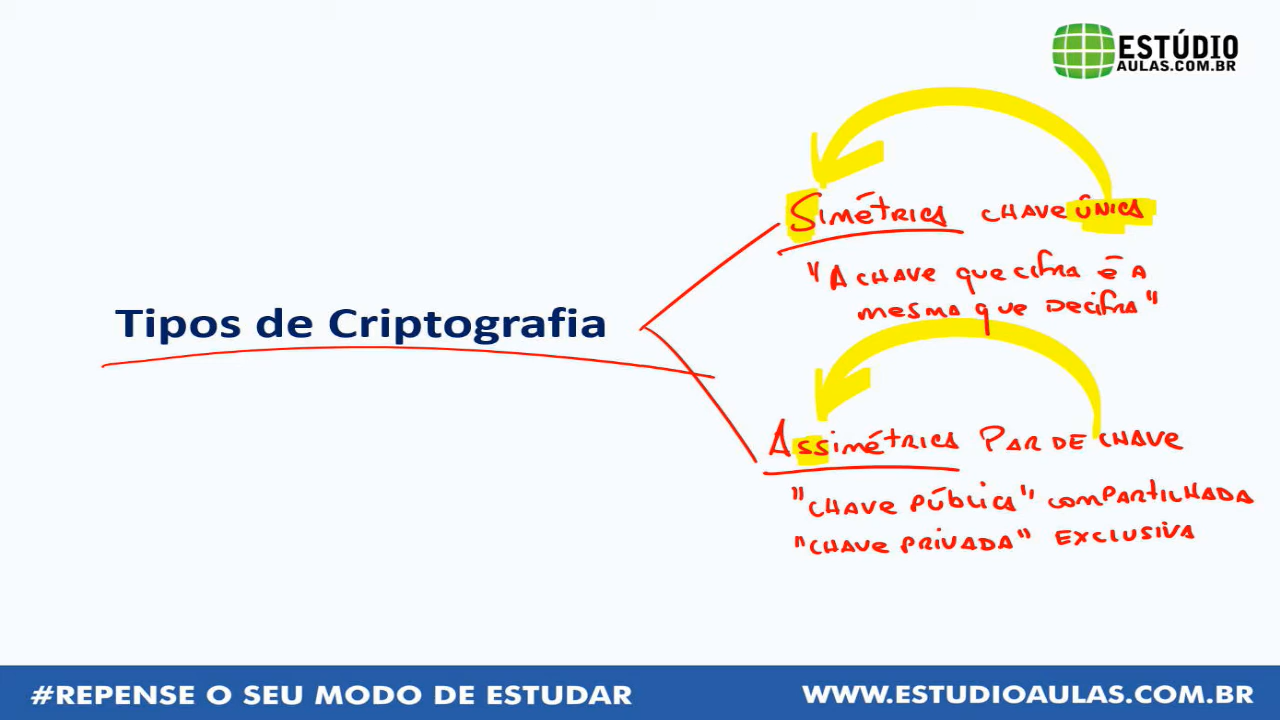 ESTÚDIO
AULAS.COM.BR
Simétrica chave única
"A chave que cifra é a
mesma que decifra"
Tipos de Criptografia
Assimétrica Par de chave
"chave pública" compartilhada
"chave privada" exclusiva
#REPENSE O SEU MODO DE ESTUDAR
WWW.ESTUDIOAULAS.COM.BR